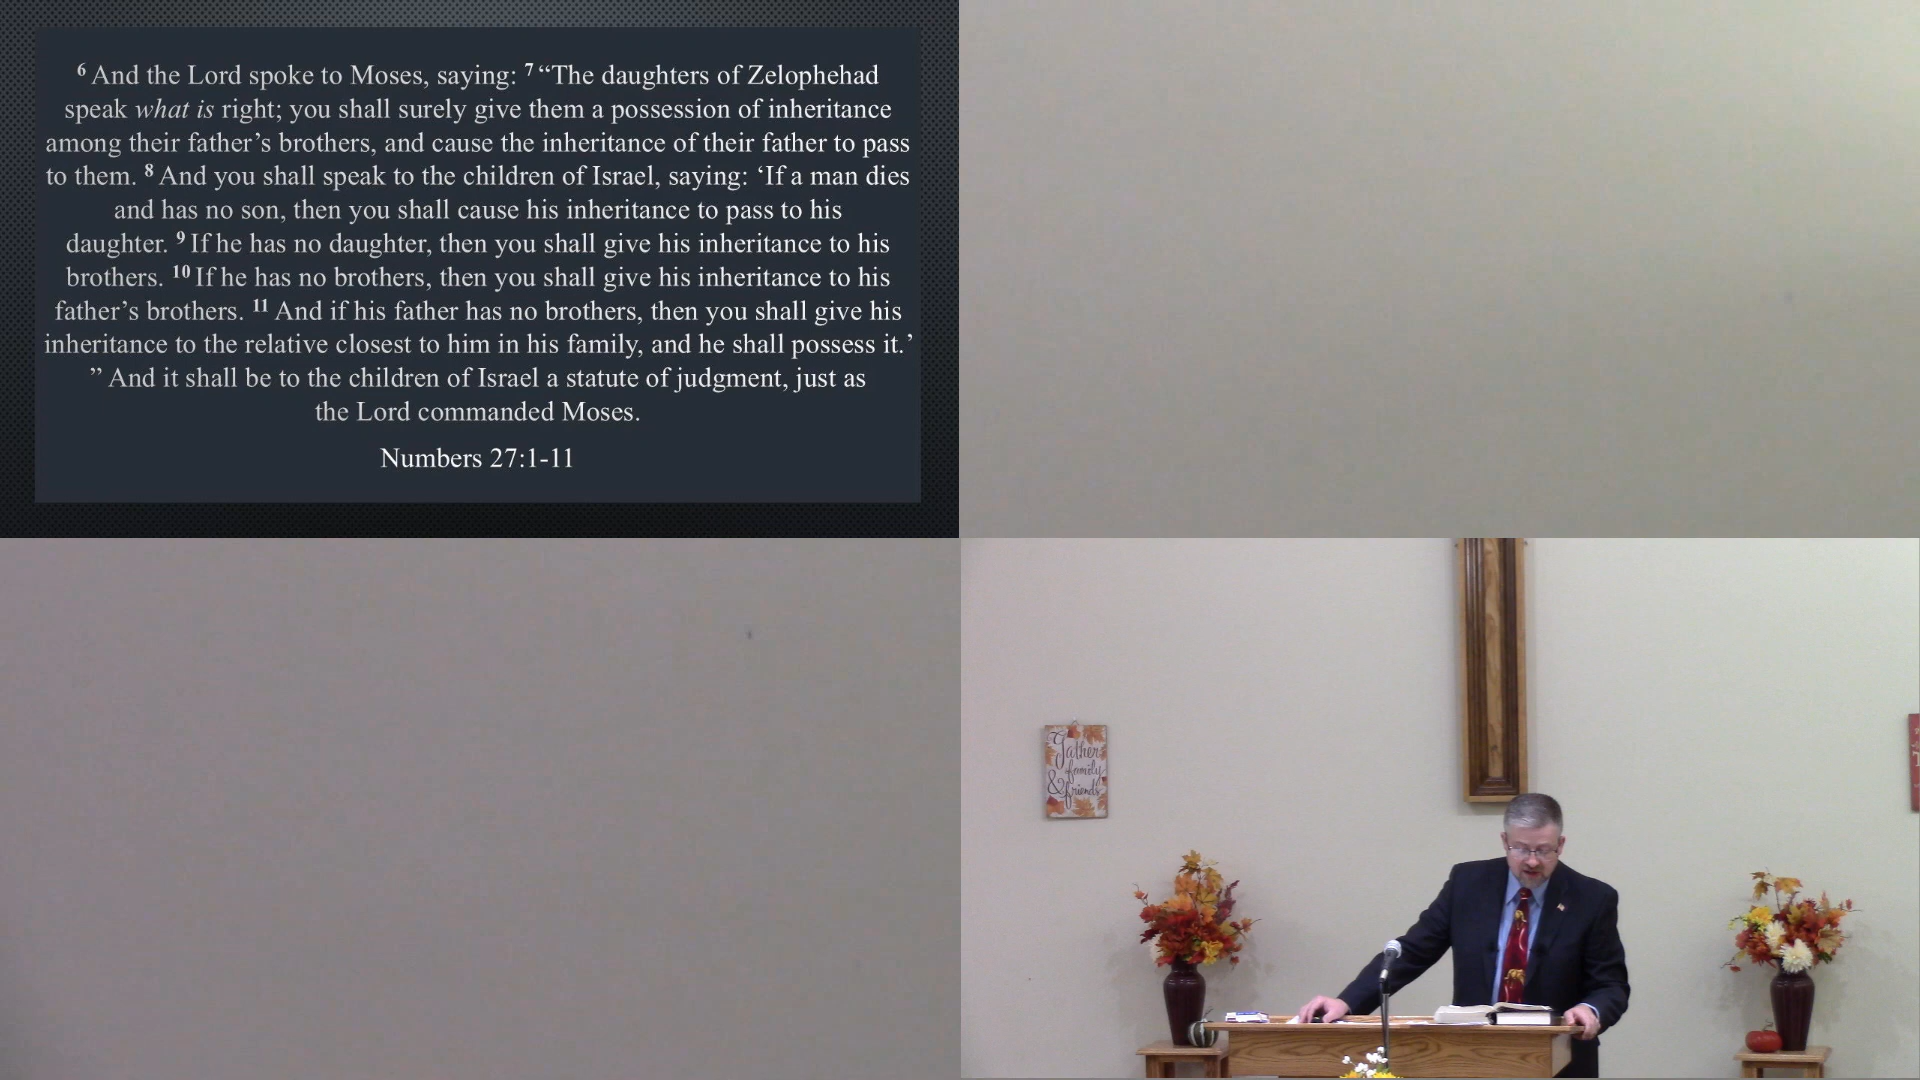 6 And the Lord spoke to Moses, saying: 7 “The daughters of Zelophehad
speak what is right; you shall surely give them a possession of inheritance
among their father’s brothers, and cause the inheritance of their father to pass
to them. 8 And you shall speak to the children of Israel, saying: ‘If a man dies
and has no son, then you shall cause his inheritance to pass to his
daughter. 9 If he has no daughter, then you shall give his inheritance to his
brothers. 10 If he has no brothers, then you shall give his inheritance to his
father’s brothers. 11 And if his father has no brothers, then you shall give his
inheritance to the relative closest to him in his family, and he shall possess it.’
” And it shall be to the children of Israel a statute of judgment, just as
the Lord commanded Moses.
Numbers 27:1-11
Gather
family
& friends